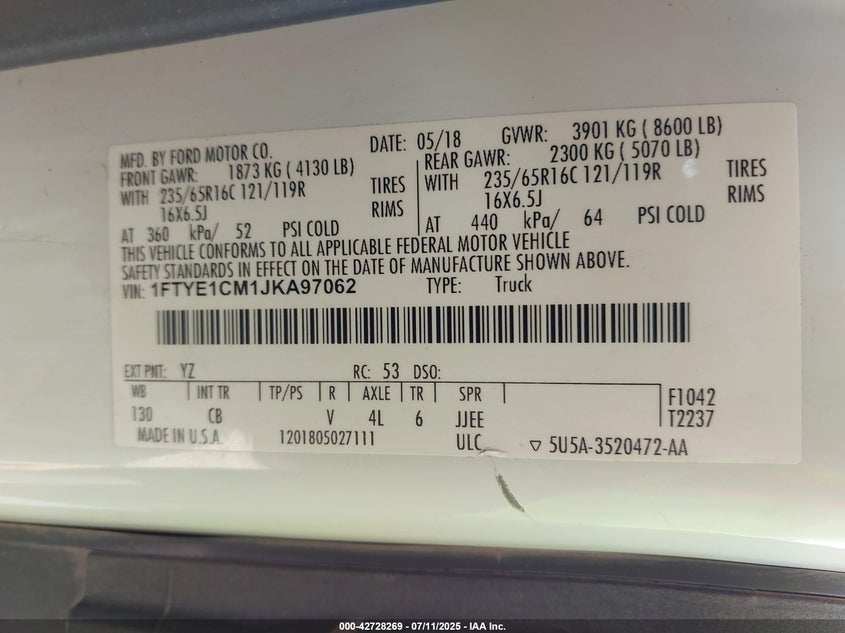 MFD. BY FORD MOTOR CO. DATE: 05/18 GVWR: 3901 KG ( 8600 LB)
FRONT GAWR: 1873 KG ( 4130 LB) REAR GAWR: 2300 KG ( 5070 LB)
WITH 235/65R16C 121/119R TIRES WITH 235/65R16C 121/119R TIRES
16X6.5J RIMS 16X6.5J RIMS
AT 360 kPa/ 52 PSI COLD AT 440 kPa/ 64 PSI COLD
THIS VEHICLE CONFORMS TO ALL APPLICABLE FEDERAL MOTOR VEHICLE
SAFETY STANDARDS IN EFFECT ON THE DATE OF MANUFACTURE SHOWN ABOVE.
VIN: 1FTYE1CM1JKA97062 TYPE: Truck
EXT PNT: YZ RC: 53 DSO:
WB INT TR TP/PS R AXLE TR SPR F1042
130 CB V 4L 6 JJEE T2237
MADE IN U.S.A. 1201805027111 ULC ▽ 5U5A-3520472-AA
000-42728269 - 07/11/2025 - IAA Inc.